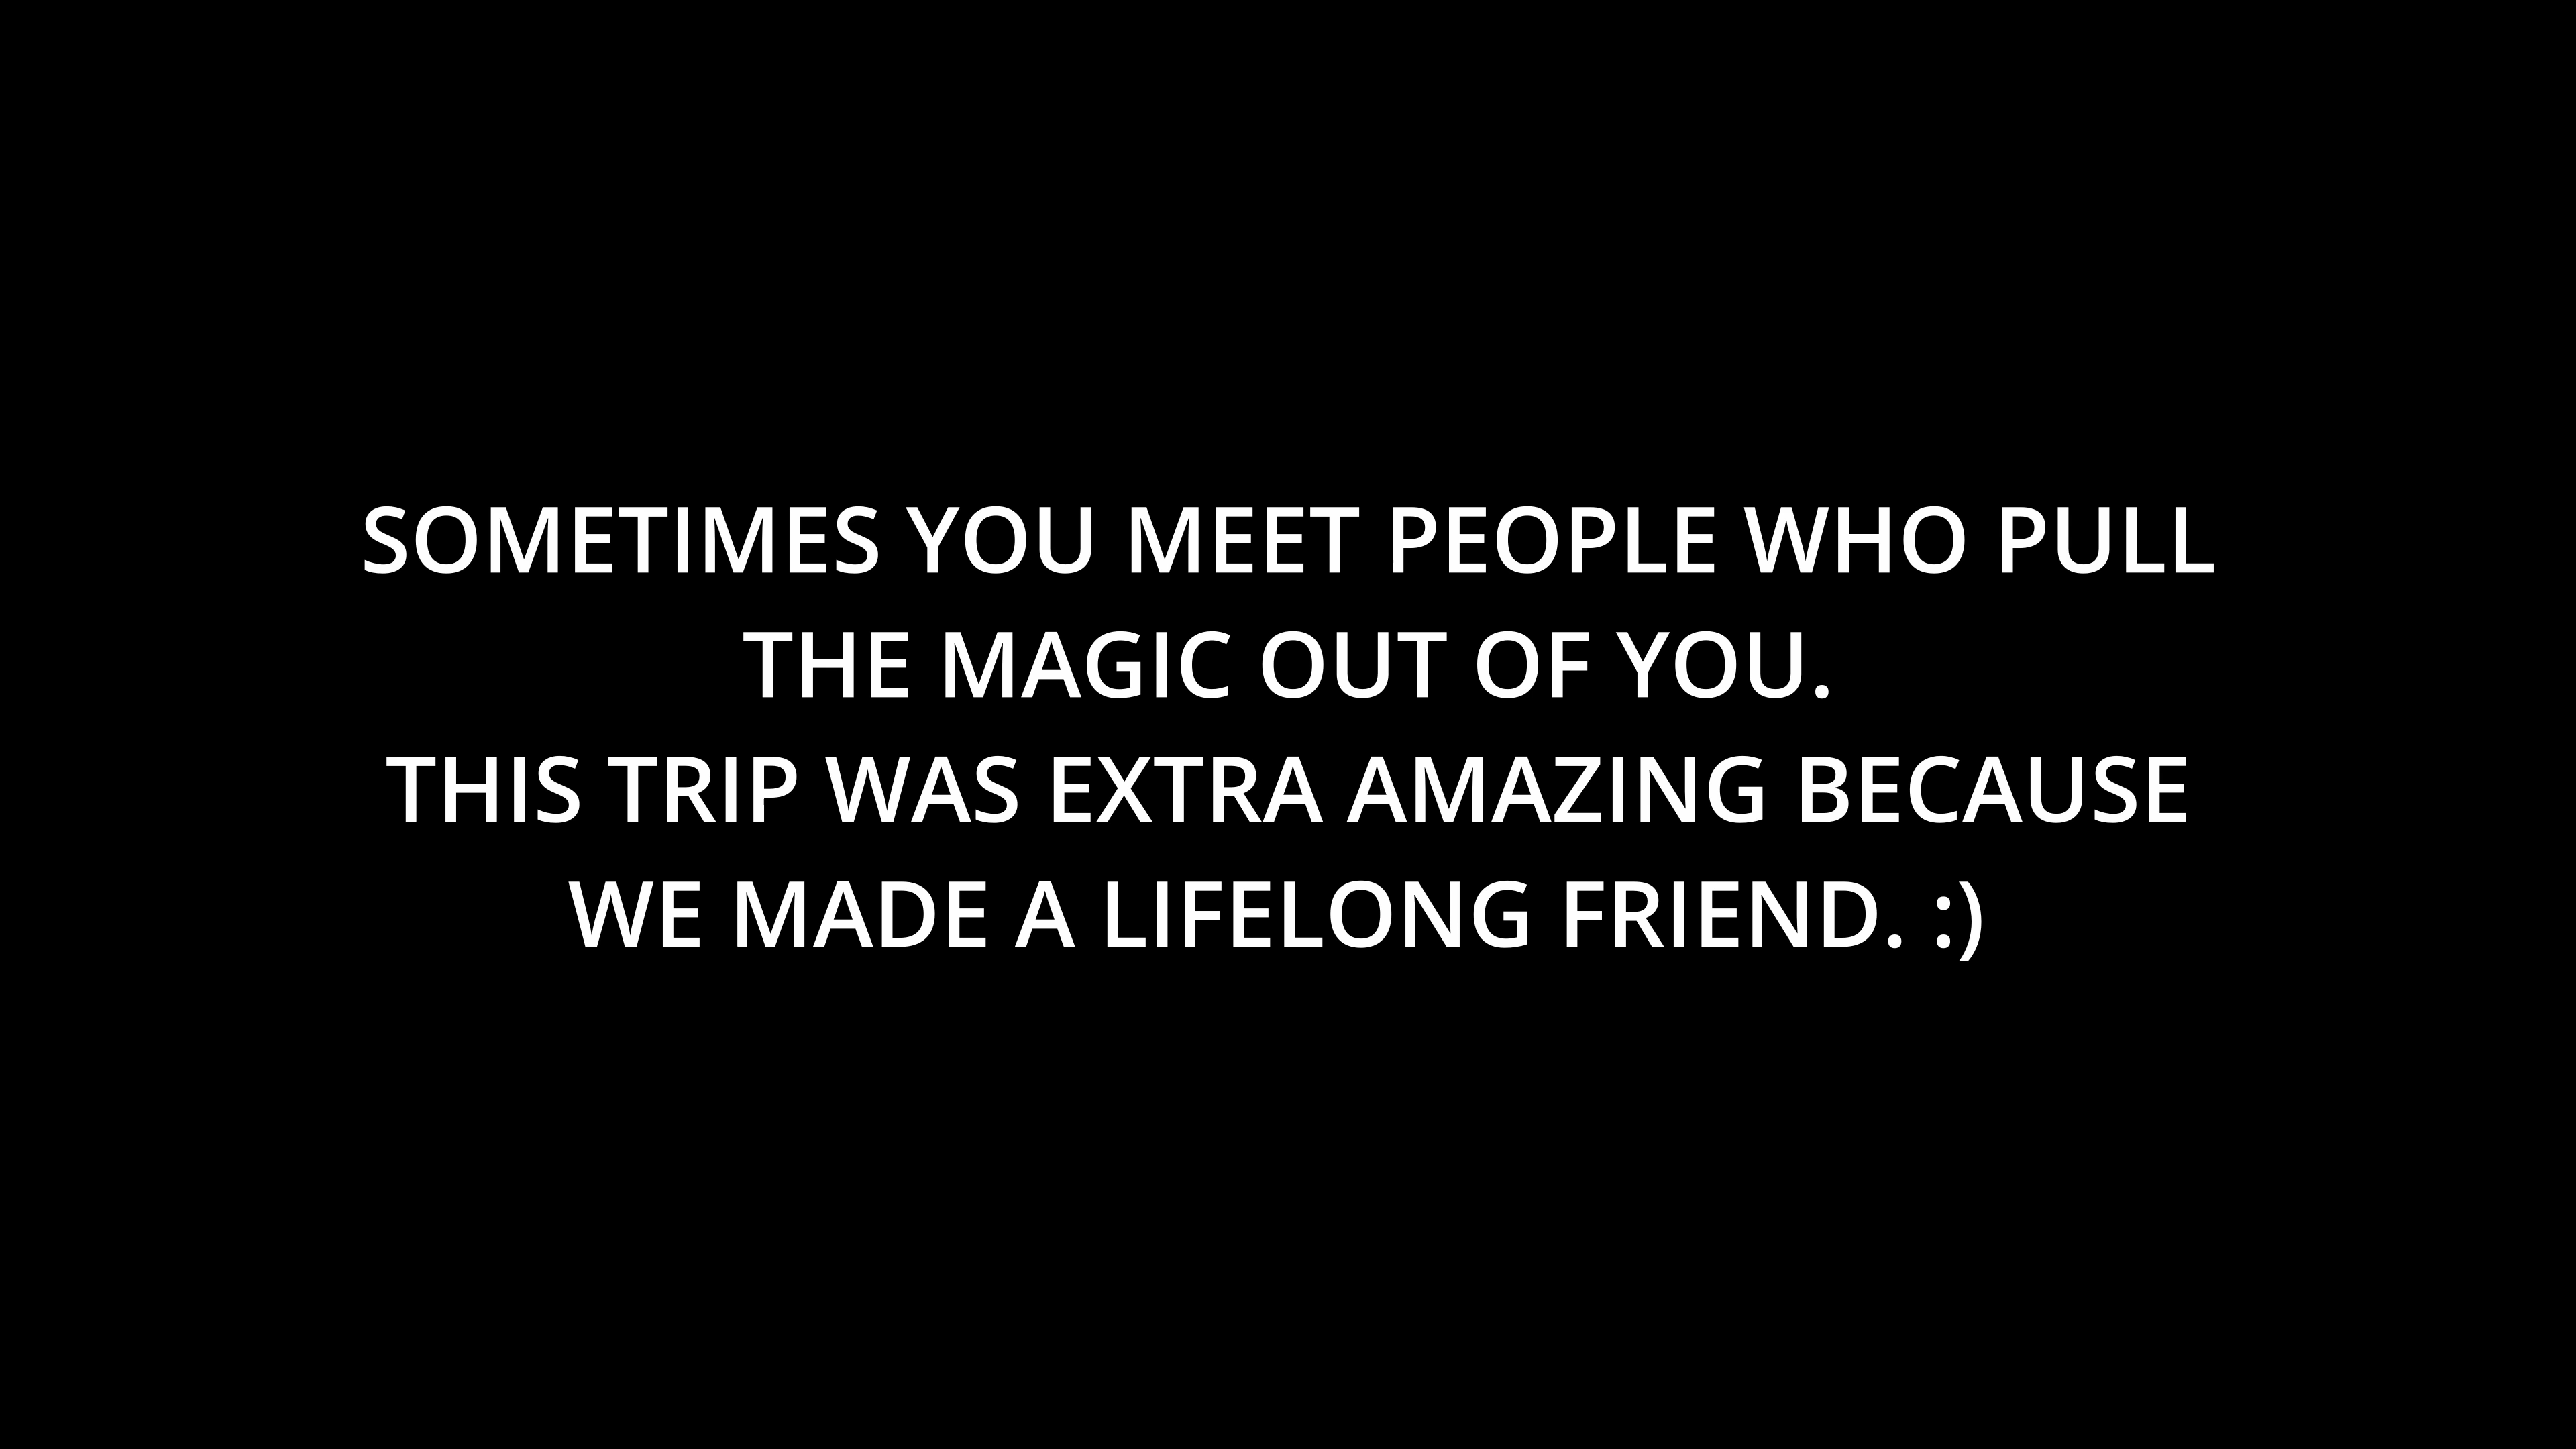 SOMETIMES YOU MEET PEOPLE WHO PULL
THE MAGIC OUT OF YOU.
THIS TRIP WAS EXTRA AMAZING BECAUSE
WE MADE A LIFELONG FRIEND. :)